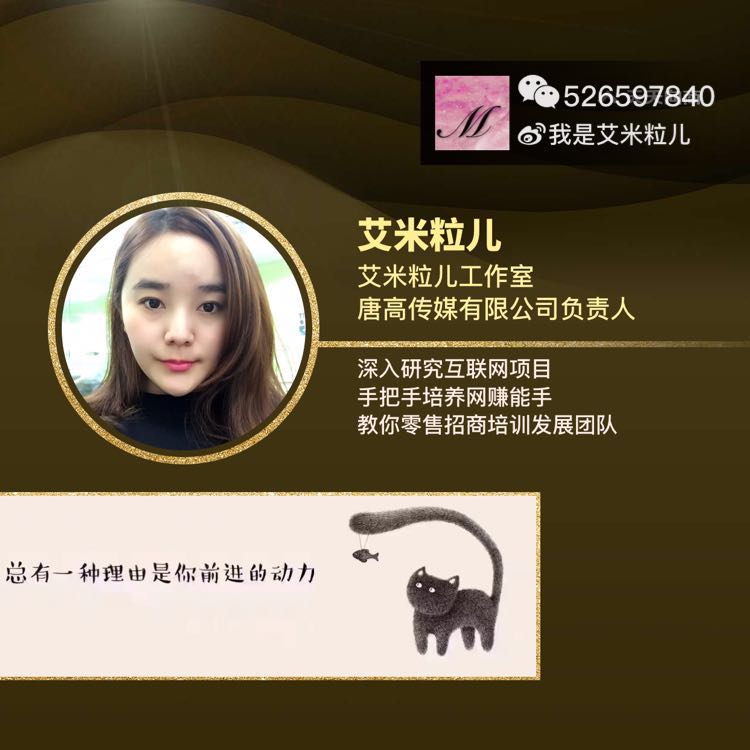 526597840
我是艾米粒儿
M
艾米粒儿
艾米粒儿工作室
唐高传媒有限公司负责人
深入研究互联网项目
手把手培养网赚能手
教你零售招商培训发展团队
总有一种理由是你前进的动力